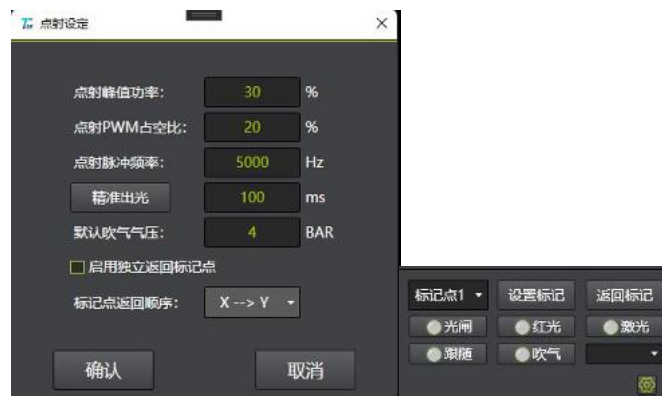 点射设定
点射峰值功率: 30 %
点射PWM占空比: 20 %
点射脉冲频率: 5000 Hz
精准出光 100 ms
默认吹气气压: 4 BAR
启用独立返回标记点
标记点返回顺序: X --> Y
确认 取消
标记点1 设置标记 返回标记
光闸 红光 激光
跟随 吹气